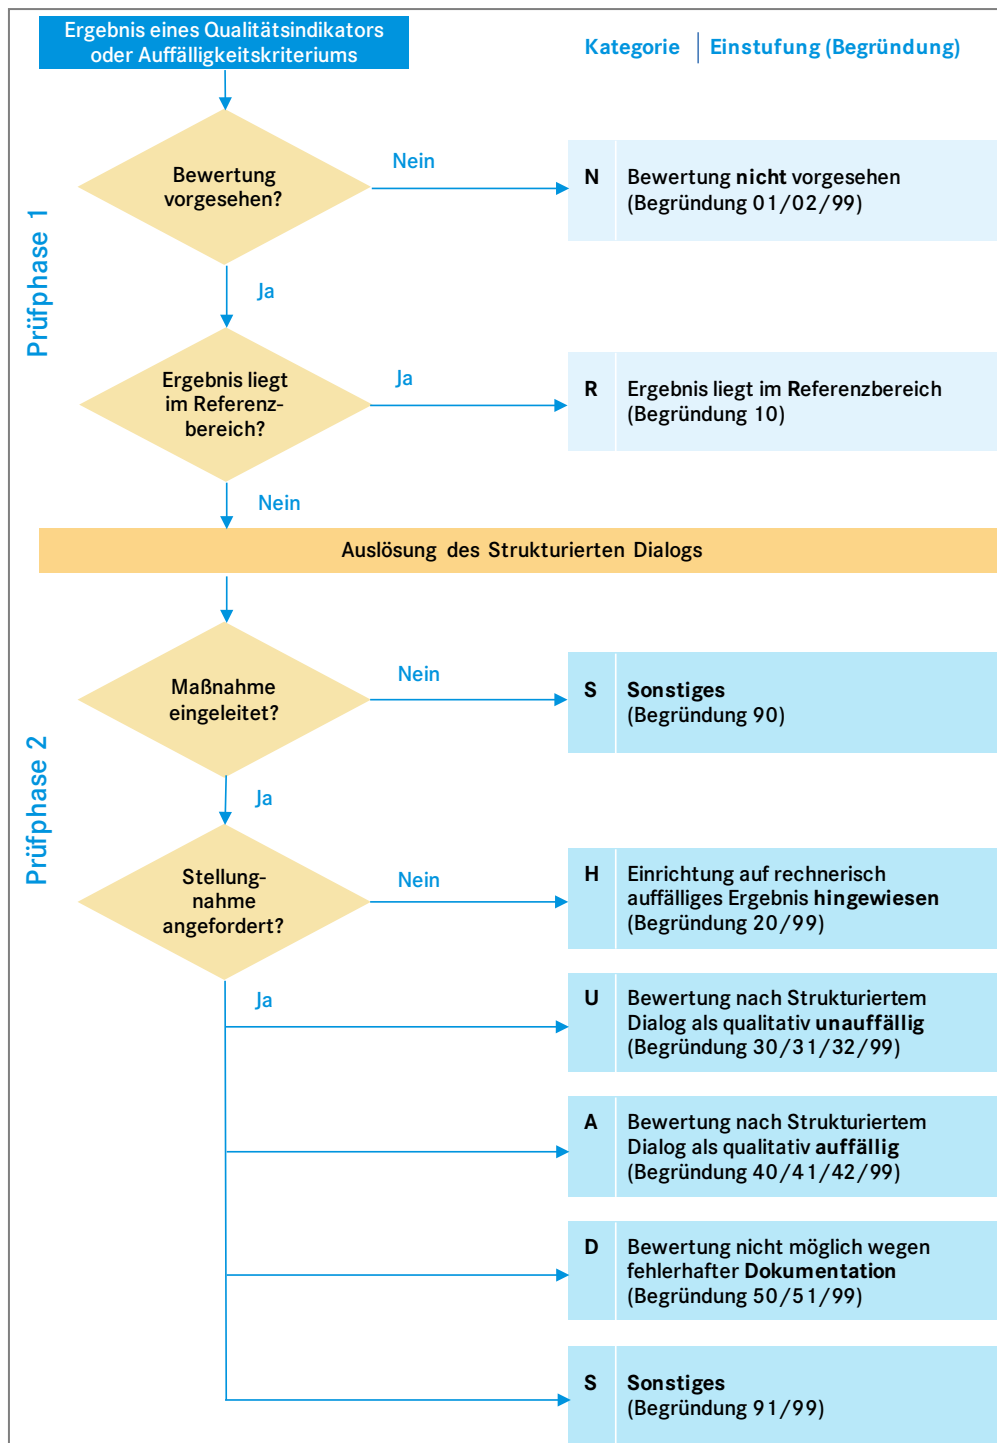 Ergebnis eines Qualitätsindikators
oder Auffälligkeitskriteriums
Kategorie | Einstufung (Begründung)
Prüfphase 1
Bewertung
vorgesehen?
Nein
N Bewertung nicht vorgesehen
(Begründung 01/02/99)
Ja
Ergebnis liegt
im Referenz-
bereich?
Ja
R Ergebnis liegt im Referenzbereich
(Begründung 10)
Nein
Auslösung des Strukturierten Dialogs
Prüfphase 2
Maßnahme
eingeleitet?
Nein
S Sonstiges
(Begründung 90)
Ja
Stellung-
nahme
angefordert?
Nein
H Einrichtung auf rechnerisch
auffälliges Ergebnis hingewiesen
(Begründung 20/99)
Ja
U Bewertung nach Strukturiertem
Dialog als qualitativ unauffällig
(Begründung 30/31/32/99)
A Bewertung nach Strukturiertem
Dialog als qualitativ auffällig
(Begründung 40/41/42/99)
D Bewertung nicht möglich wegen
fehlerhafter Dokumentation
(Begründung 50/51/99)
S Sonstiges
(Begründung 91/99)